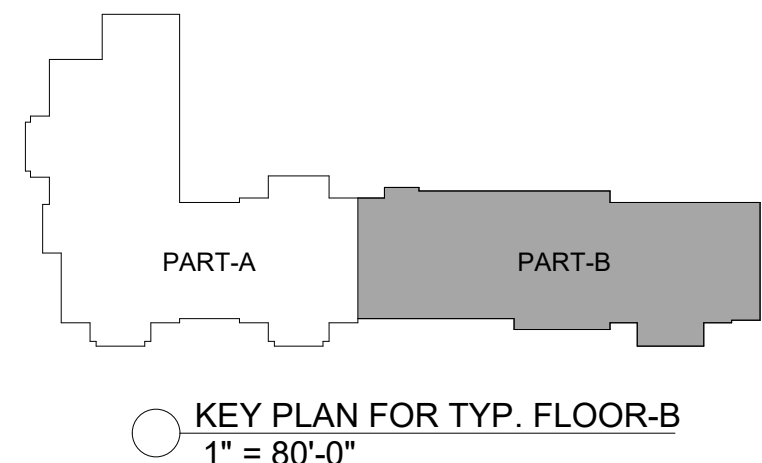 PART-A
PART-B
KEY PLAN FOR TYP. FLOOR-B
1" = 80'-0"